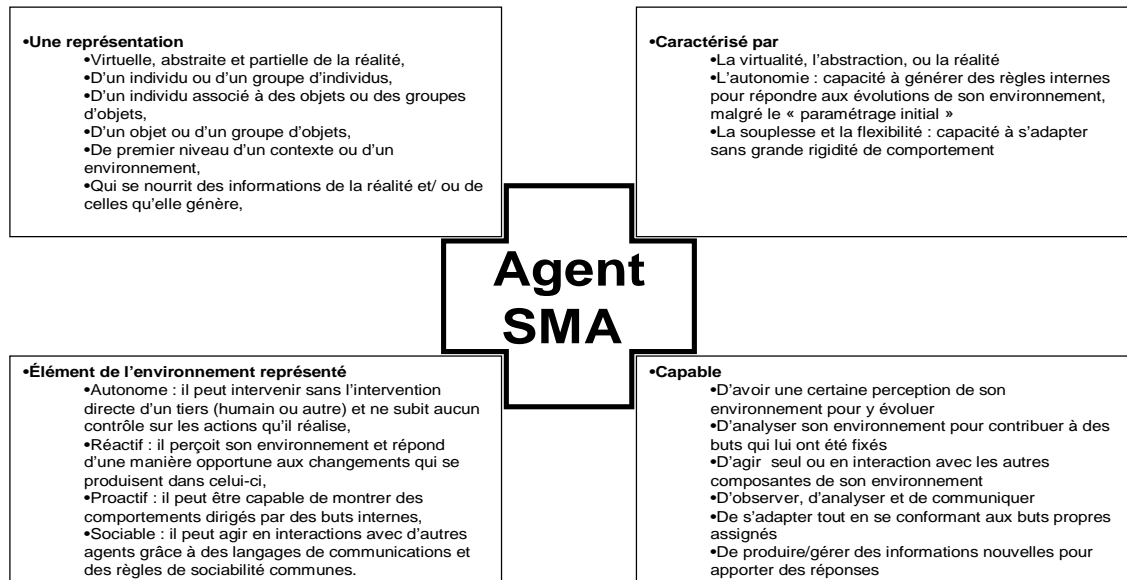 •Une représentation
•Virtuelle, abstraite et partielle de la réalité,
•D'un individu ou d'un groupe d'individus,
•D'un individu associé à des objets ou des groupes
d'objets,
•D'un objet ou d'un groupe d'objets,
•De premier niveau d'un contexte ou d'un
environnement,
•Qui se nourrit des informations de la réalité et/ ou de
celles qu'elle génère,
•Caractérisé par
•La virtualité, l'abstraction, ou la réalité
•L'autonomie : capacité à générer des règles internes
pour répondre aux évolutions de son environnement,
malgré le « paramétrage initial »
•La souplesse et la flexibilité : capacité à s'adapter
sans grande rigidité de comportement
Agent
SMA
•Élément de l'environnement représenté
•Autonome : il peut intervenir sans l'intervention
directe d'un tiers (humain ou autre) et ne subit aucun
contrôle sur les actions qu'il réalise,
•Réactif : il perçoit son environnement et répond
d'une manière opportune aux changements qui se
produisent dans celui-ci,
•Proactif : il peut être capable de montrer des
comportements dirigés par des buts internes,
•Sociable : il peut agir en interactions avec d'autres
agents grâce à des langages de communications et
des règles de sociabilité communes.
•Capable
•D'avoir une certaine perception de son
environnement pour y évoluer
•D'analyser son environnement pour contribuer à des
buts qui lui ont été fixés
•D'agir seul ou en interaction avec les autres
composantes de son environnement
•D'observer, d'analyser et de communiquer
•De s'adapter tout en se conformant aux buts propres
assignés
•De produire/gérer des informations nouvelles pour
apporter des réponses